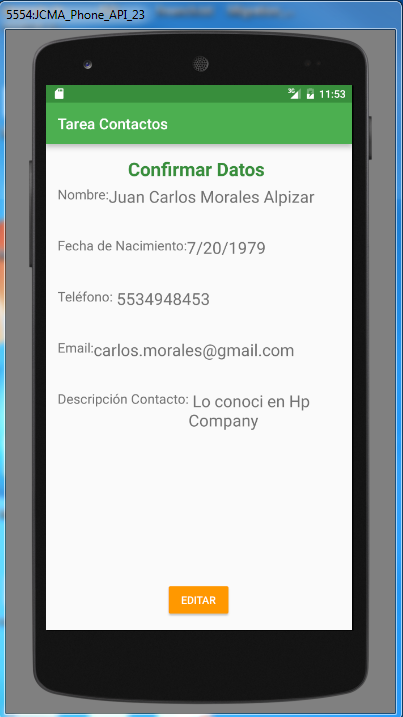 5554:JCMA_Phone_API_23
3G 11:53
Tarea Contactos
Confirmar Datos
Nombre:Juan Carlos Morales Alpizar
Fecha de Nacimiento:7/20/1979
Teléfono: 5534948453
Email:carlos.morales@gmail.com
Descripción Contacto: Lo conoci en Hp
Company
EDITAR